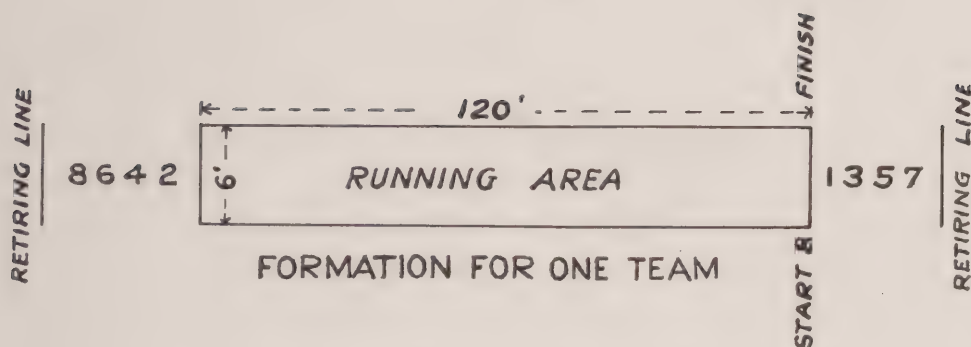 FINISH
120'
RETIRING LINE
8642
6'
RUNNING AREA
1357
RETIRING LINE
FORMATION FOR ONE TEAM
START &